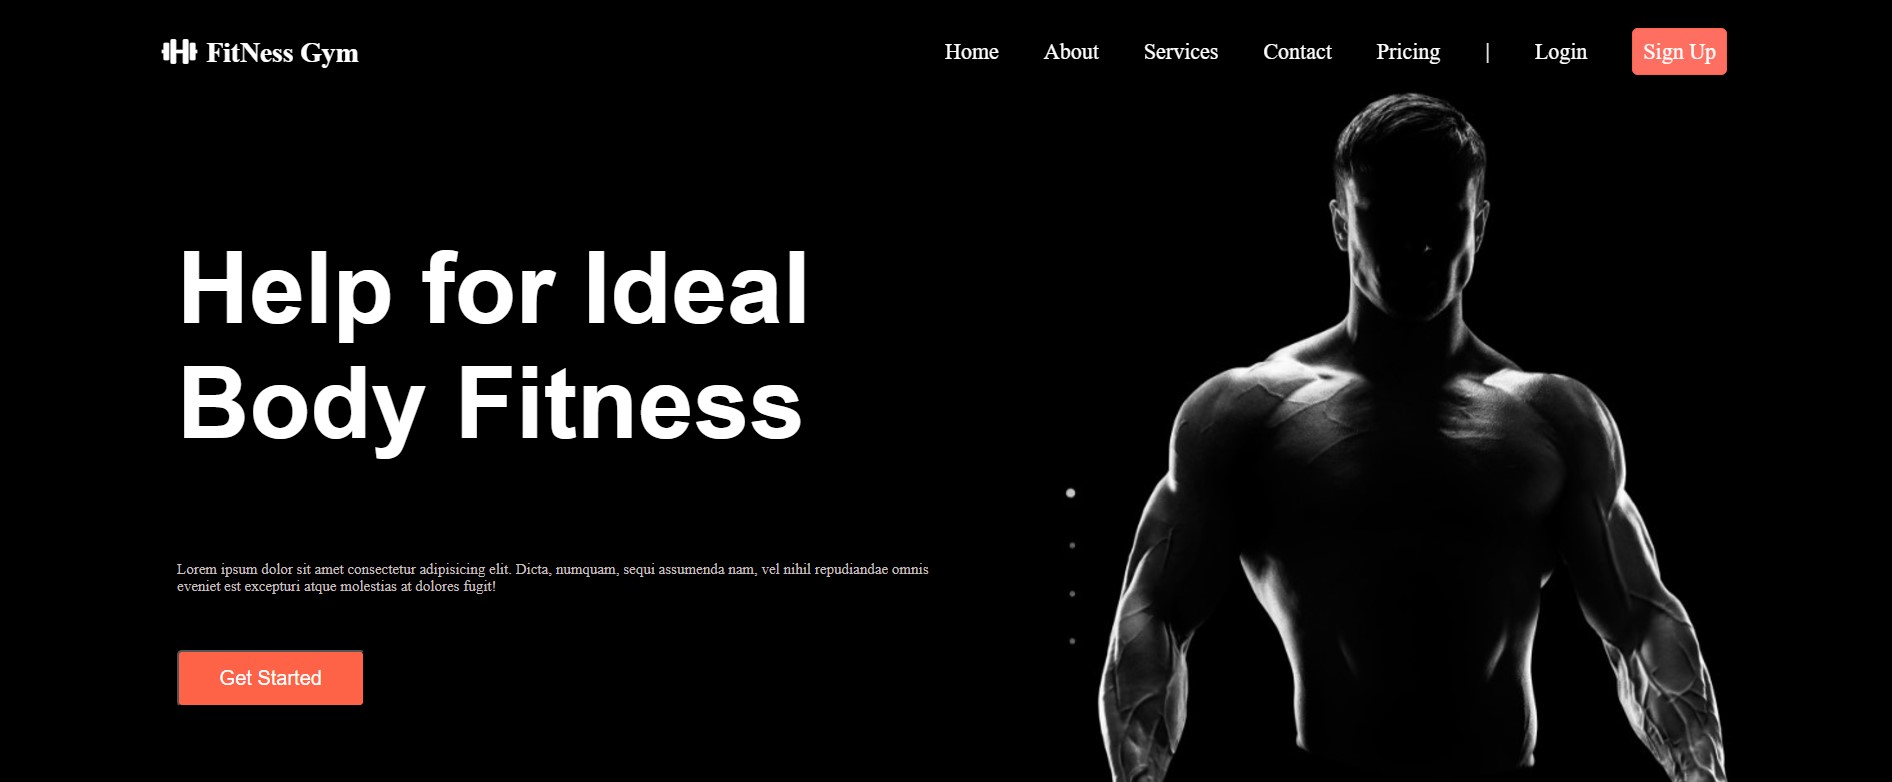 FitNess Gym
Home About Services Contact Pricing | Login Sign Up
Help for Ideal
Body Fitness
Lorem ipsum dolor sit amet consectetur adipisicing elit. Dicta, numquam, sequi assumenda nam, vel nihil repudiandae omnis
eveniet est excepturi atque molestias at dolores fugit!
Get Started